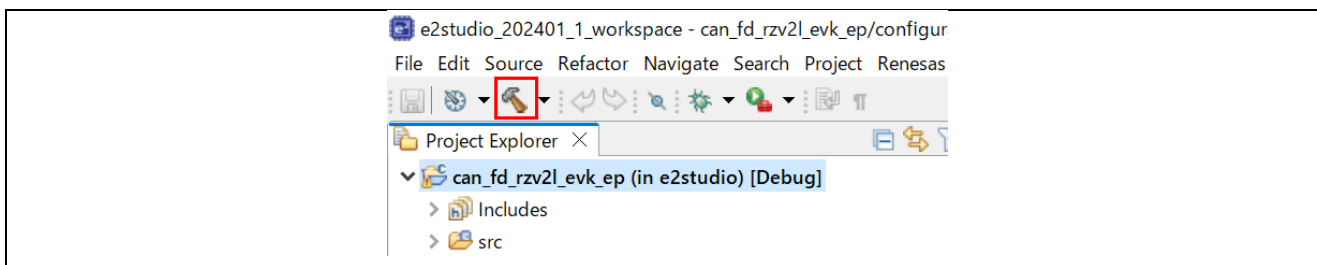 e2studio_202401_1_workspace - can_fd_rzv2l_evk_ep/configur
File Edit Source Refactor Navigate Search Project Renesas
Project Explorer
can_fd_rzv2l_evk_ep (in e2studio) [Debug]
Includes
src